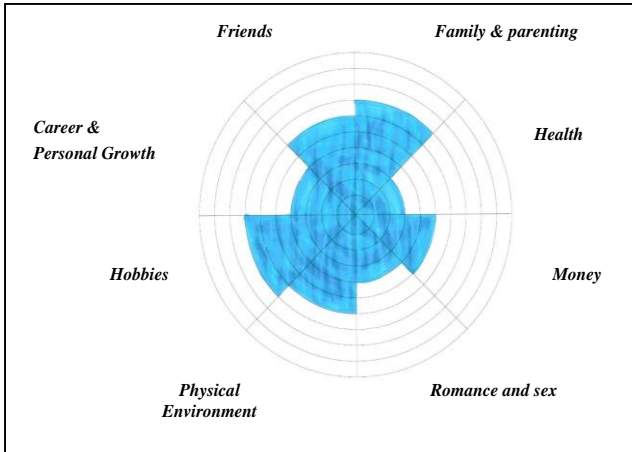 Friends
Family & parenting
Career &
Personal Growth
Health
Hobbies
Money
Physical
Environment
Romance and sex